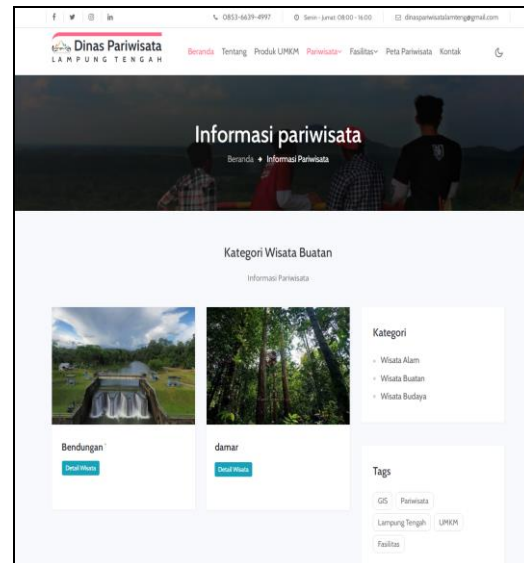 0853-6639-4997 Senin - Jumat 08:00 - 16:00 dinaspariwisatalamteng@gmail.com
Dinas Pariwisata
LAMPUNG TENGAH
Beranda Tentang Produk UMKM Pariwisata Fasilitas Peta Pariwisata Kontak
Informasi pariwisata
Beranda → Informasi Pariwisata
Kategori Wisata Buatan
Informasi Pariwisata
Bendungan
Detail Wisata
damar
Detail Wisata
Kategori
Wisata Alam
Wisata Buatan
Wisata Budaya
Tags
GIS Pariwisata
Lampung Tengah UMKM
Fasilitas